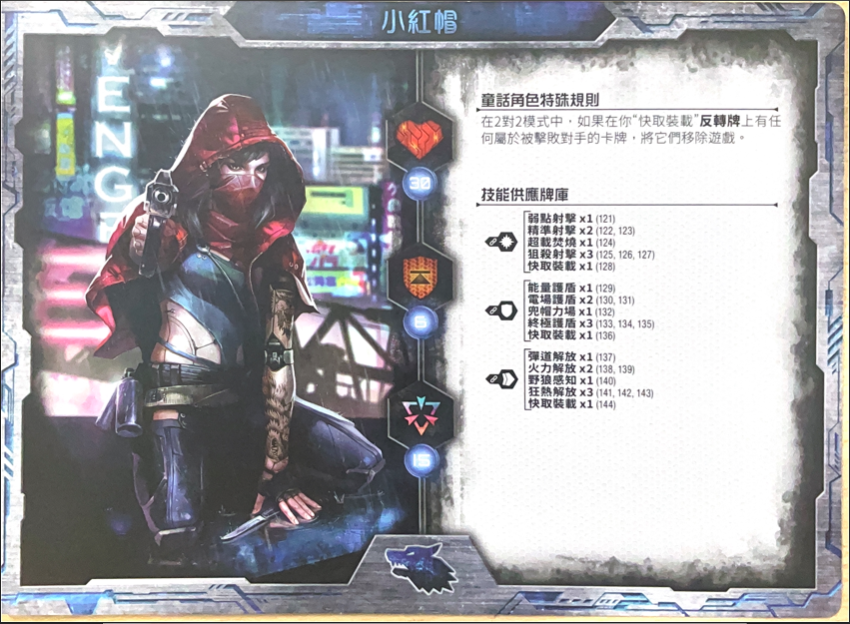 小紅帽
VENG
30
6
15
童話角色特殊規則
在2對2模式中，如果在你“快取裝載”反轉牌上有任
何屬於被擊敗對手的卡牌，將它們移除遊戲。
技能供應牌庫
弱點射擊 x1 (121)
精準射擊 x2 (122, 123)
超載焚燒 x1 (124)
狙殺射擊 x3 (125, 126, 127)
快取裝載 x1 (128)
能量護盾 x1 (129)
電場護盾 x2 (130, 131)
兜帽力場 x1 (132)
終極護盾 x3 (133, 134, 135)
快取裝載 x1 (136)
彈道解放 x1 (137)
火力解放 x2 (138, 139)
野狼感知 x1 (140)
狂熱解放 x3 (141, 142, 143)
快取裝載 x1 (144)